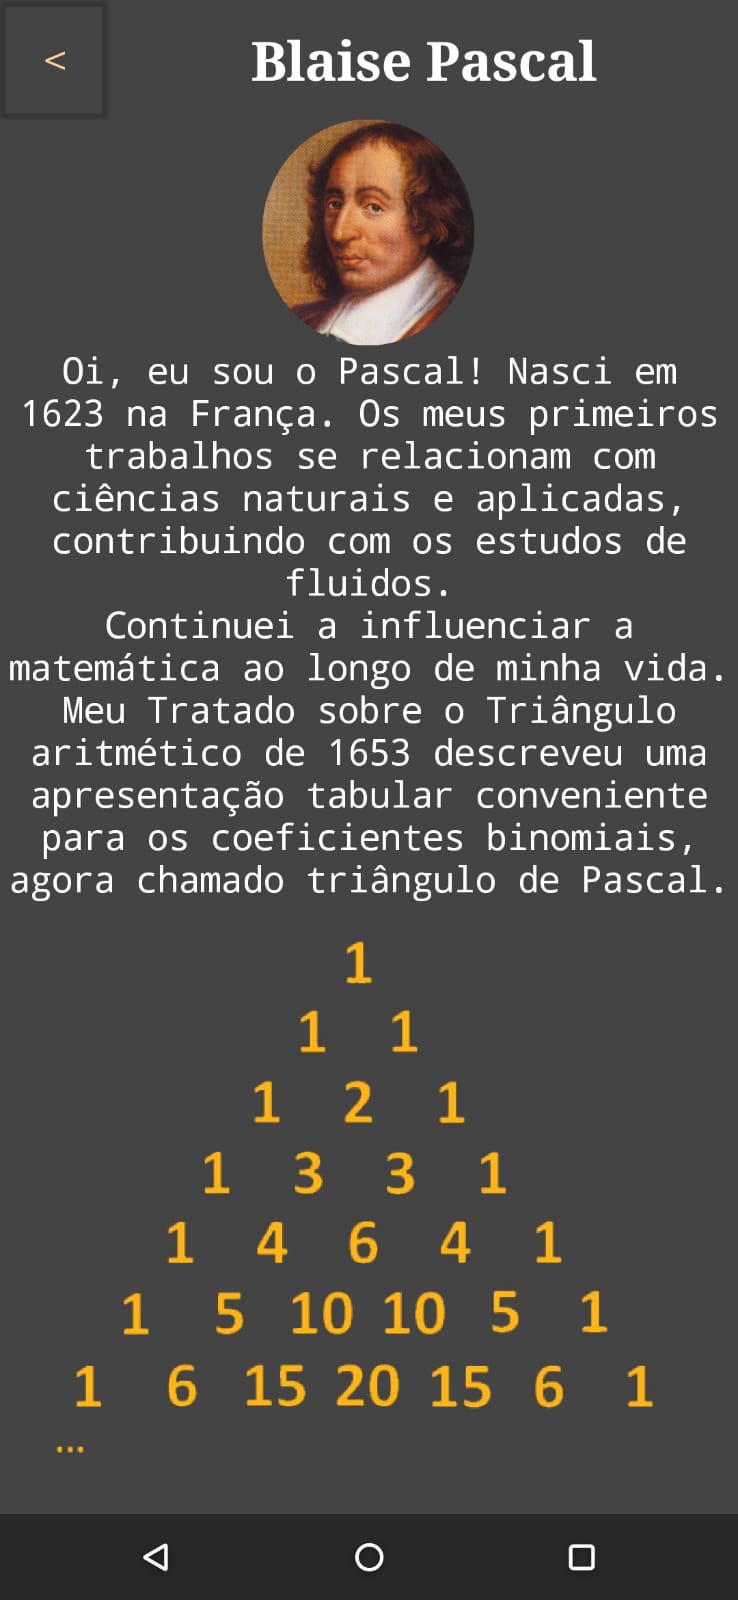 <
Blaise Pascal
Oi, eu sou o Pascal! Nasci em
1623 na França. Os meus primeiros
trabalhos se relacionam com
ciências naturais e aplicadas,
contribuindo com os estudos de
fluidos.
Continuei a influenciar a
matemática ao longo de minha vida.
Meu Tratado sobre o Triângulo
aritmético de 1653 descreveu uma
apresentação tabular conveniente
para os coeficientes binomiais,
agora chamado triângulo de Pascal.
1
1 1
1 2 1
1 3 3 1
1 4 6 4 1
1 5 10 10 5 1
1 6 15 20 15 6 1
...